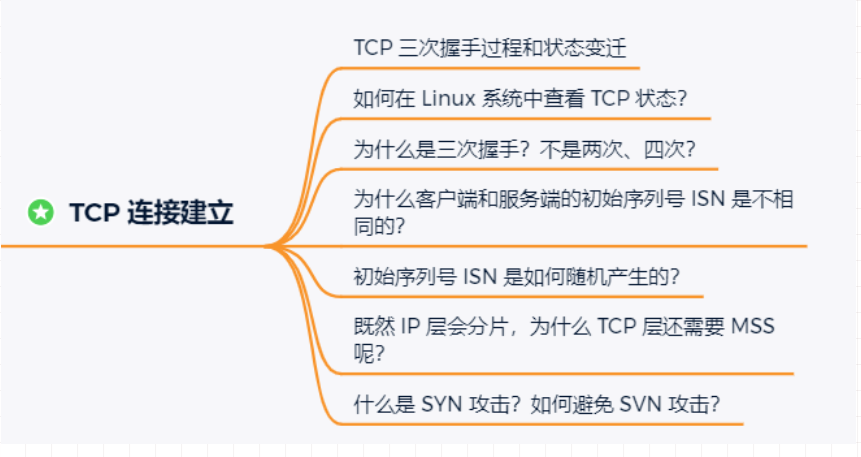 TCP 三次握手过程和状态变迁
如何在 Linux 系统中查看 TCP 状态？
为什么是三次握手？不是两次、四次？
为什么客户端和服务端的初始序列号 ISN 是不相
同的？
TCP 连接建立
初始序列号 ISN 是如何随机产生的？
既然 IP 层会分片，为什么 TCP 层还需要 MSS
呢？
什么是 SYN 攻击？如何避免 SVN 攻击？